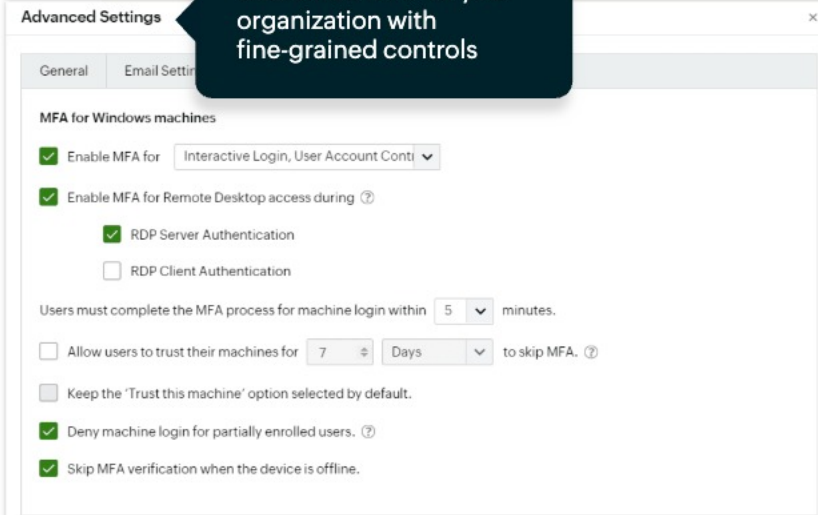 Advanced Settings
organization with
fine-grained controls
General Email
MFA for Windows machines
Enable MFA for Interactive Login, User Account
Enable MFA for Remote Desktop access during ?
RDP Server Authentication
RDP Client Authentication
Users must complete the MFA process for machine login within 5 minutes.
Allow users to trust their machines for 7 Days to skip MFA. ?
Keep the 'Trust this machine' option selected by default.
Deny machine login for partially enrolled users. ?
Skip MFA verification when the device is offline.